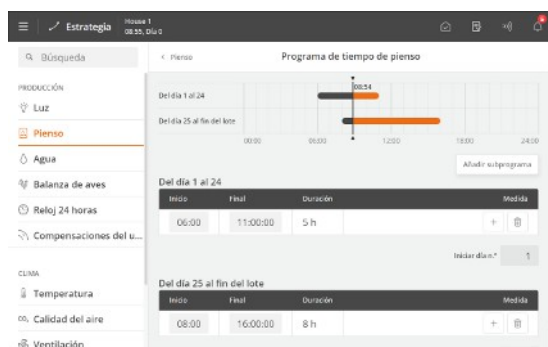 Estrategia
House 1
08:55, Día 0
6
Búsqueda
Pienso
Programa de tiempo de pienso
PRODUCCIÓN
Luz
Pienso
Agua
Balanza de aves
Reloj 24 horas
Compensaciones del u...
CLIMA
Temperatura
CO₂ Calidad del aire
Ventilación
08:54
Del día 1 al 24
Del día 25 al fin del lote
00:00 06:00 12:00 18:00 24:00
Añadir subprograma
Del día 1 al 24
Inicio Final Duración Medida
06:00 11:00:00 5 h
Iniciar día n.º 1
Del día 25 al fin del lote
Inicio Final Duración Medida
08:00 16:00:00 8 h